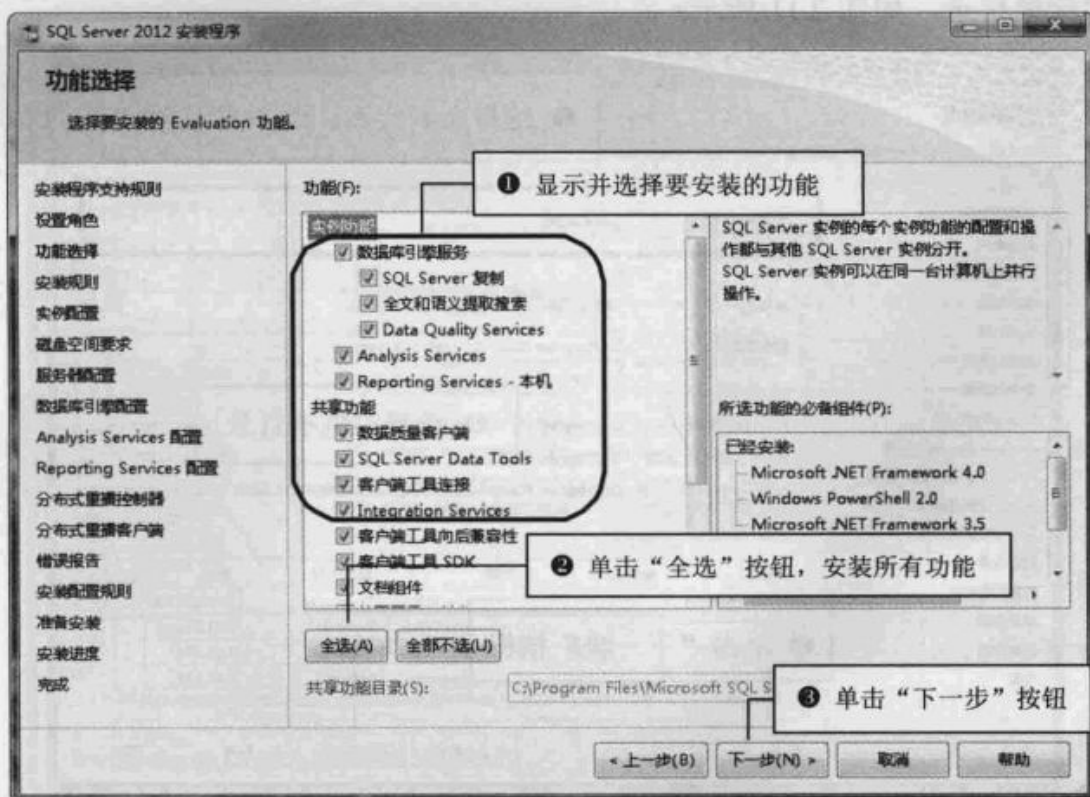 SQL Server 2012 安装程序
功能选择
选择要安装的 Evaluation 功能。
❶ 显示并选择要安装的功能
安装程序支持规则
设置角色
功能选择
安装规则
实例配置
磁盘空间要求
服务器配置
数据库引擎配置
Analysis Services 配置
Reporting Services 配置
分布式重播控制器
分布式重播客户端
错误报告
安装配置规则
准备安装
安装进度
完成
功能(F):
实例功能
数据库引擎服务
SQL Server 复制
全文和语义提取搜索
Data Quality Services
Analysis Services
Reporting Services - 本机
共享功能
数据质量客户端
SQL Server Data Tools
客户端工具连接
Integration Services
客户端工具向后兼容性
客户端工具 SDK
文档组件
SQL Server 实例的每个实例功能的配置和操
作都与其他 SQL Server 实例分开。
SQL Server 实例可以在同一台计算机上并行
操作。
所选功能的必备组件(P):
已经安装:
Microsoft .NET Framework 4.0
Windows PowerShell 2.0
Microsoft .NET Framework 3.5
❷ 单击“全选”按钮，安装所有功能
全选(A)
全部不选(U)
共享功能目录(S):
C:\Program Files\Microsoft SQL S
❸ 单击“下一步”按钮
< 上一步(B)
下一步(N) >
取消
帮助